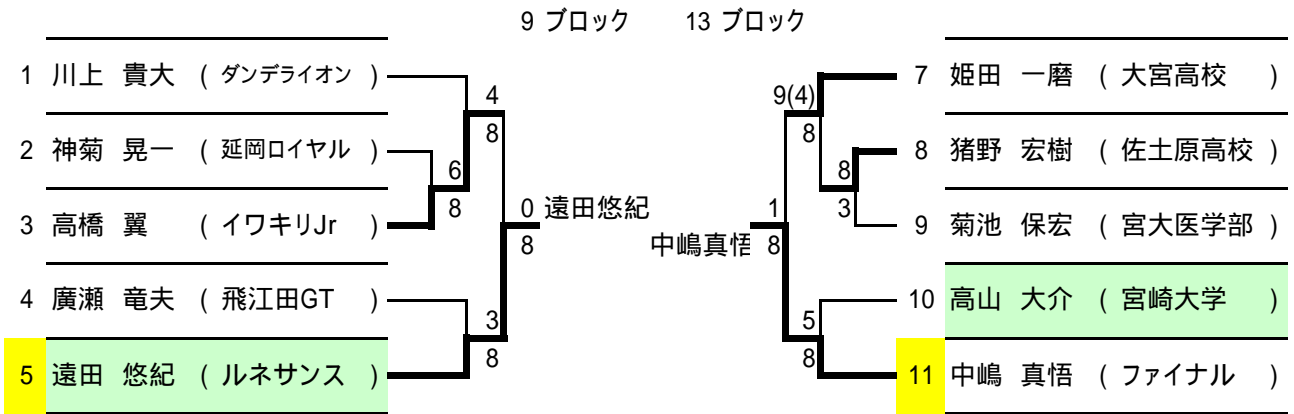 9 ブロック 13 ブロック
1 川上 貴大 ( ダンデライオン )
4
8
2 神菊 晃一 ( 延岡ロイヤル )
6
8
3 高橋 翼 ( イワキリJr )
0 遠田悠紀
8
4 廣瀬 竜夫 ( 飛江田GT )
3
8
5 遠田 悠紀 ( ルネサンス )
7 姫田 一磨 ( 大宮高校 )
9(4)
8
8 猪野 宏樹 ( 佐土原高校 )
8
3
9 菊池 保宏 ( 宮大医学部 )
1
中嶋真悟 8
10 高山 大介 ( 宮崎大学 )
5
8
11 中嶋 真悟 ( ファイナル )